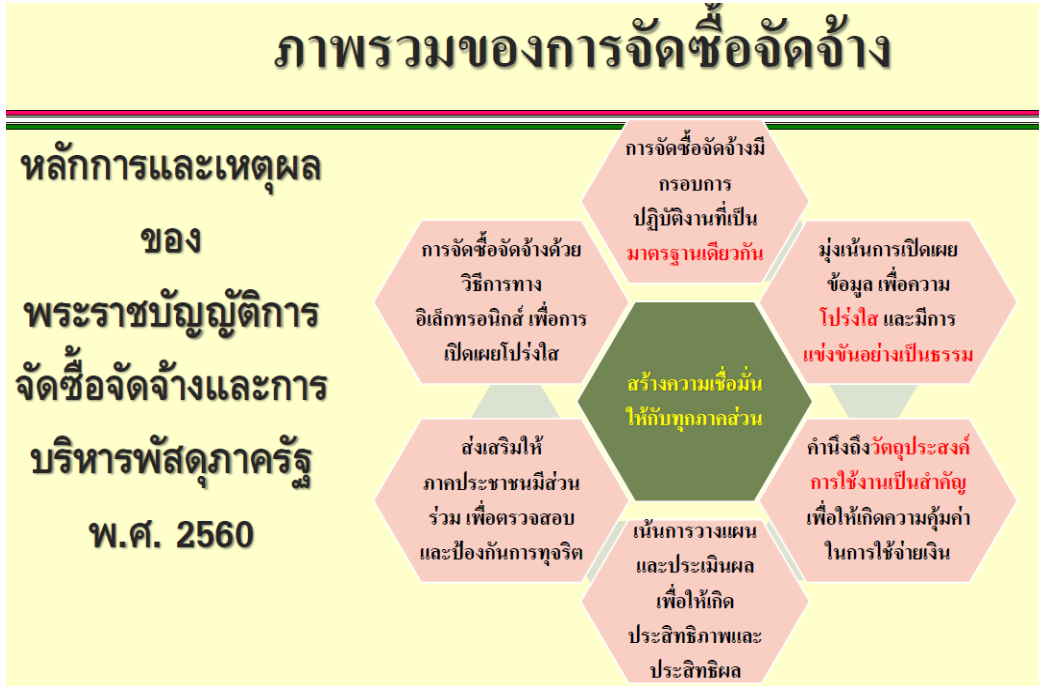 ภาพรวมของการจัดซื้อจัดจ้าง
หลักการและเหตุผล
ของ
พระราชบัญญัติการ
จัดซื้อจัดจ้างและการ
บริหารพัสดุภาครัฐ
พ.ศ. 2560
การจัดซื้อจัดจ้างมี
กรอบการ
ปฏิบัติงานที่เป็น
มาตรฐานเดียวกัน
มุ่งเน้นการเปิดเผย
ข้อมูล เพื่อความ
โปร่งใส และมีการ
แข่งขันอย่างเป็นธรรม
คำนึงถึงวัตถุประสงค์
การใช้งานเป็นสำคัญ
เพื่อให้เกิดความคุ้มค่า
ในการใช้จ่ายเงิน
เน้นการวางแผน
และประเมินผล
เพื่อให้เกิด
ประสิทธิภาพและ
ประสิทธิผล
ส่งเสริมให้
ภาคประชาชนมีส่วน
ร่วม เพื่อตรวจสอบ
และป้องกันการทุจริต
การจัดซื้อจัดจ้างด้วย
วิธีการทาง
อิเล็กทรอนิกส์ เพื่อการ
เปิดเผยโปร่งใส
สร้างความเชื่อมั่น
ให้กับทุกภาคส่วน